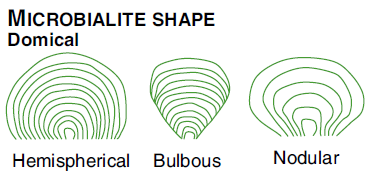 MICROBIALITE SHAPE
Domical
Hemispherical Bulbous Nodular